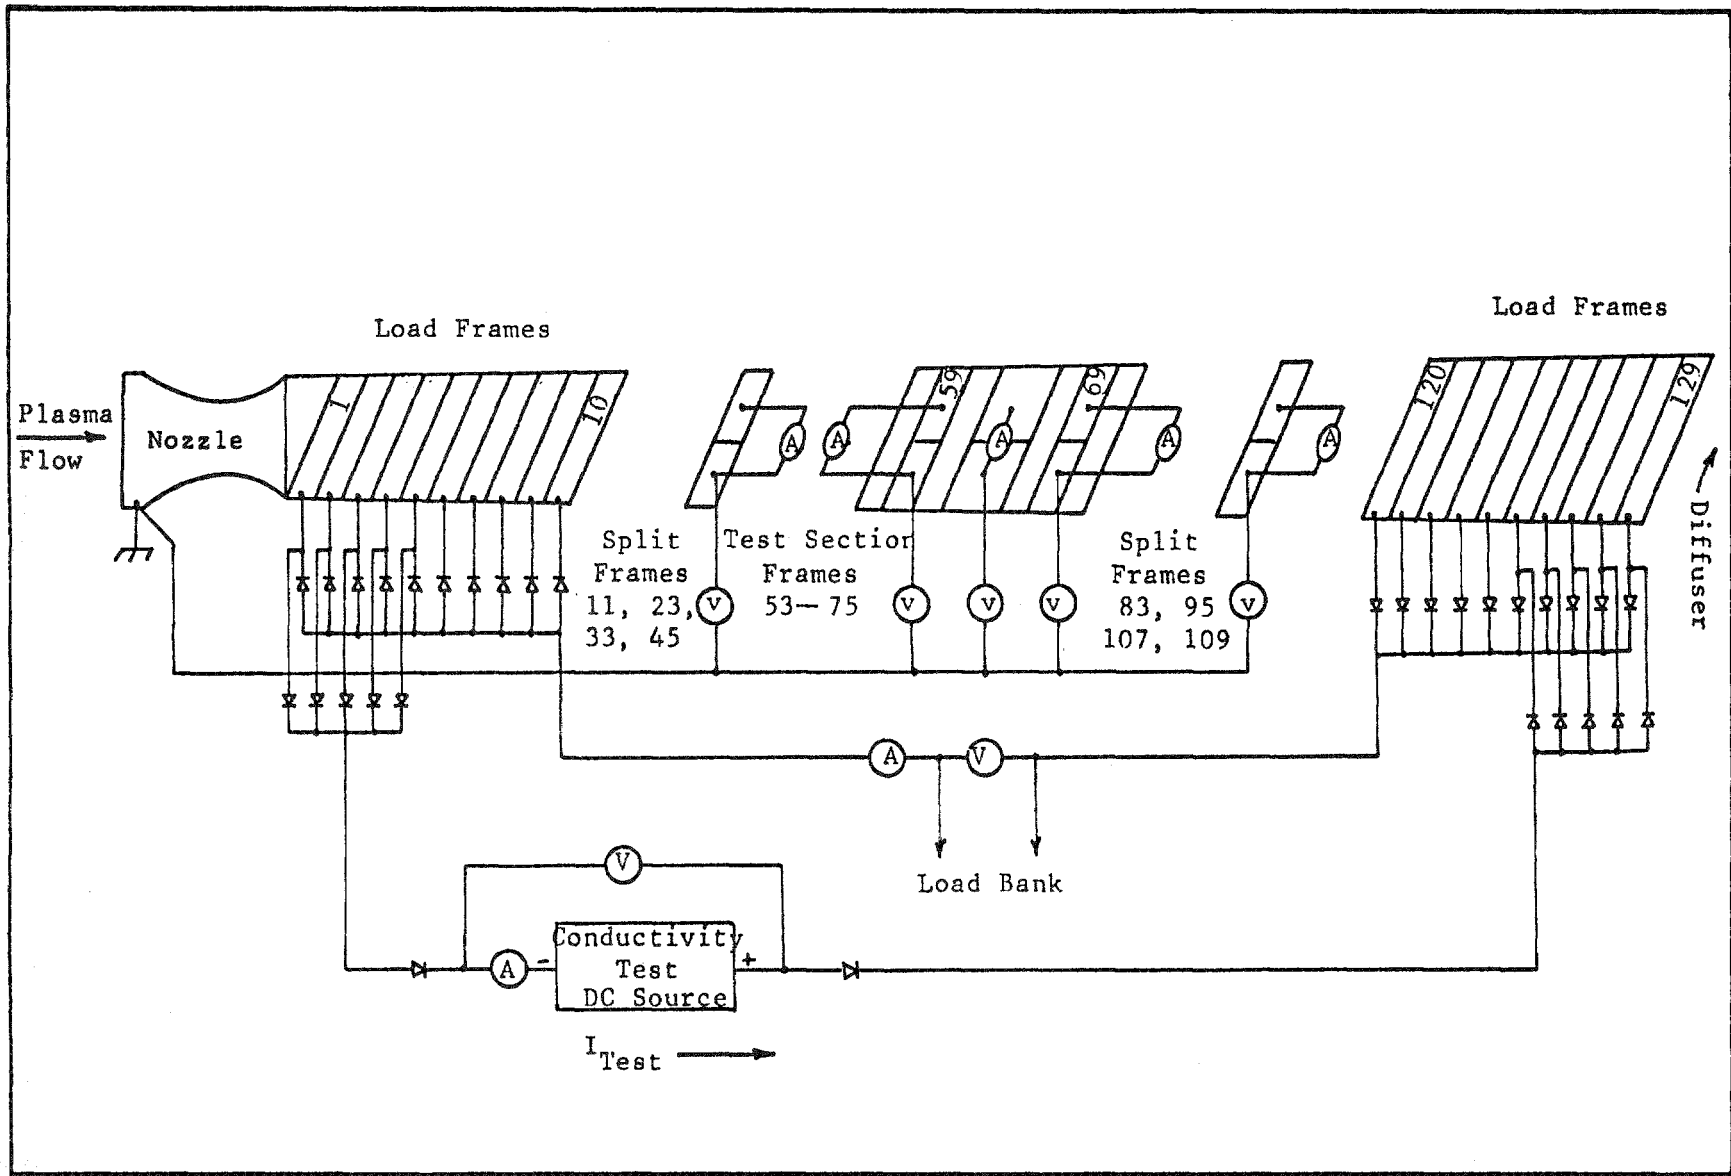 Load Frames
Load Frames
Plasma
Flow
Nozzle
1
10
A
A
59
A
69
A
A
120
129
Diffuser
Split
Frames
11, 23,
33, 45
v
Test Section
Frames
53—75
v
v
v
Split
Frames
83, 95
107, 109
v
A
V
Load Bank
V
A
-
Conductivity
Test
DC Source
+
I Test